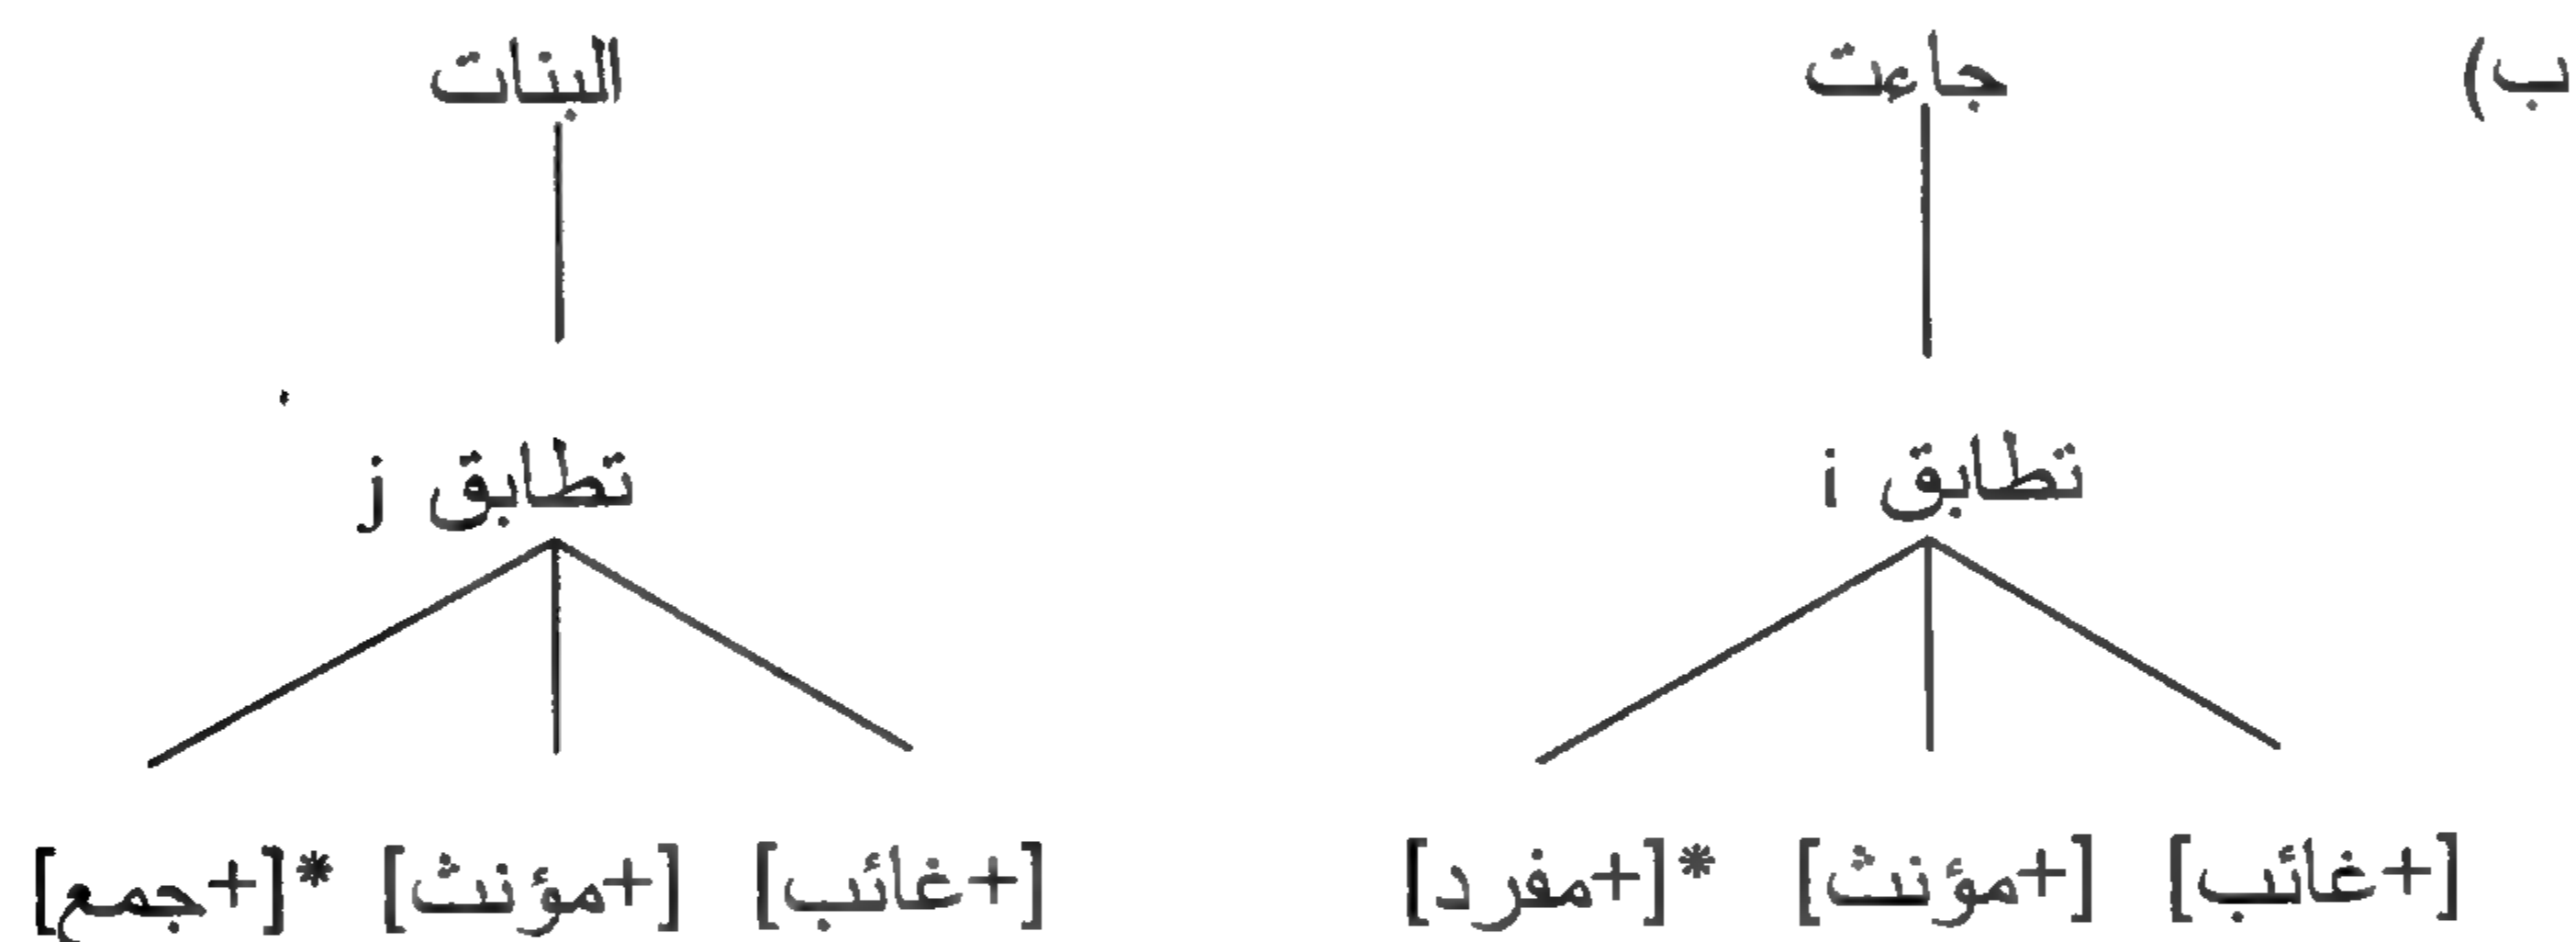 ب) جاءت البنات
تطابق i تطابق j
[+غائب] [+مؤنث] *[+مفرد] [+غائب] [+مؤنث] *[+جمع]